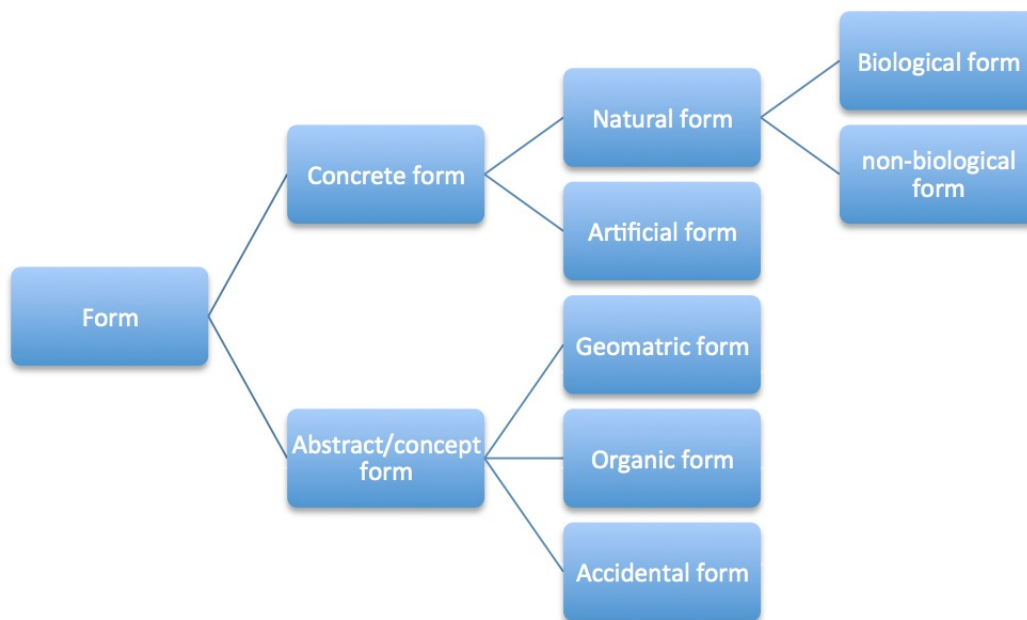 Form
Concrete form
Natural form
Biological form
non-biological
form
Artificial form
Abstract/concept
form
Geomatric form
Organic form
Accidental form